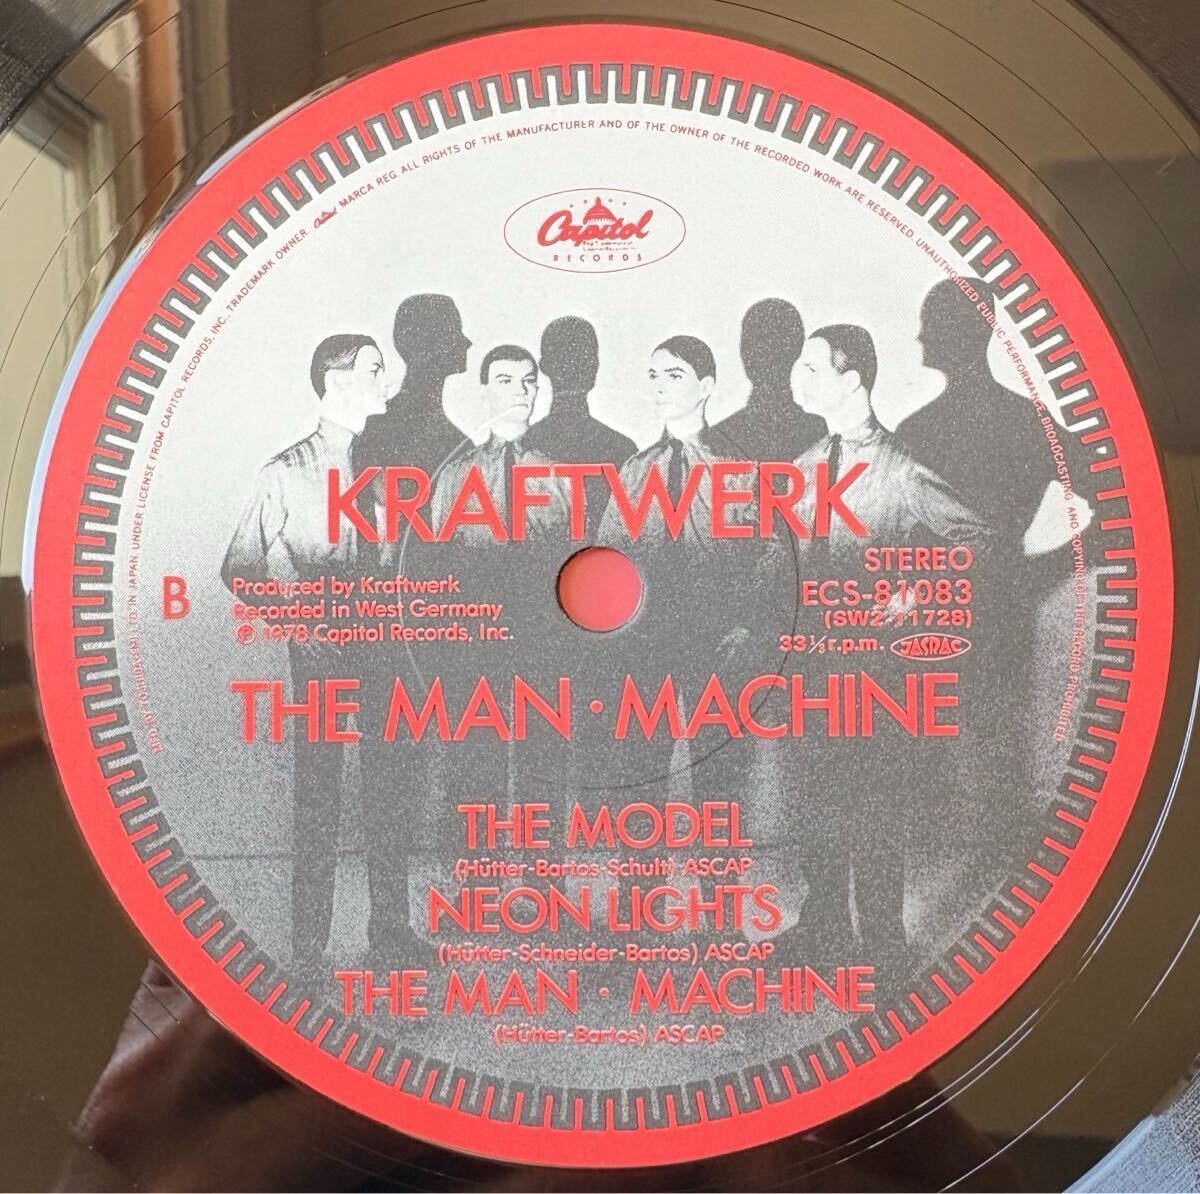 MFD BY TOSHIBA EMI LTD IN JAPAN UNDER LICENSE FROM CAPITOL RECORDS, INC. TRADEMARK OWNER Capitol MARCA REG ALL RIGHTS OF THE MANUFACTURER AND OF THE OWNER OF THE RECORDED WORK ARE RESERVED. UNAUTHORIZED PUBLIC PERFORMANCE, BROADCASTING AND COPYING OF THIS RECORD PROHIBITED.
Capitol
RECORDS
KRAFTWERK
STEREO
B
Produced by Kraftwerk
Recorded in West Germany
℗ 1978 Capitol Records, Inc.
ECS-81083
(SW2-11728)
33 1/3 r.p.m. JASRAC
THE MAN · MACHINE
THE MODEL
(Hütter-Bartos-Schult) ASCAP
NEON LIGHTS
(Hütter-Schneider-Bartos) ASCAP
THE MAN · MACHINE
(Hütter-Bartos) ASCAP